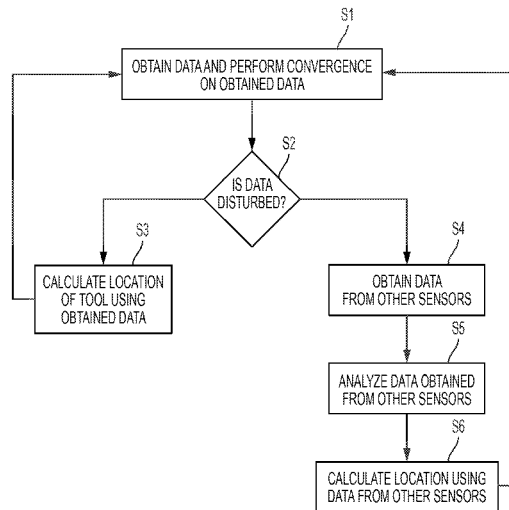 S1
OBTAIN DATA AND PERFORM CONVERGENCE
ON OBTAINED DATA
S2
IS DATA
DISTURBED?
S3
CALCULATE LOCATION
OF TOOL USING
OBTAINED DATA
S4
OBTAIN DATA
FROM OTHER SENSORS
S5
ANALYZE DATA OBTAINED
FROM OTHER SENSORS
S6
CALCULATE LOCATION USING
DATA FROM OTHER SENSORS